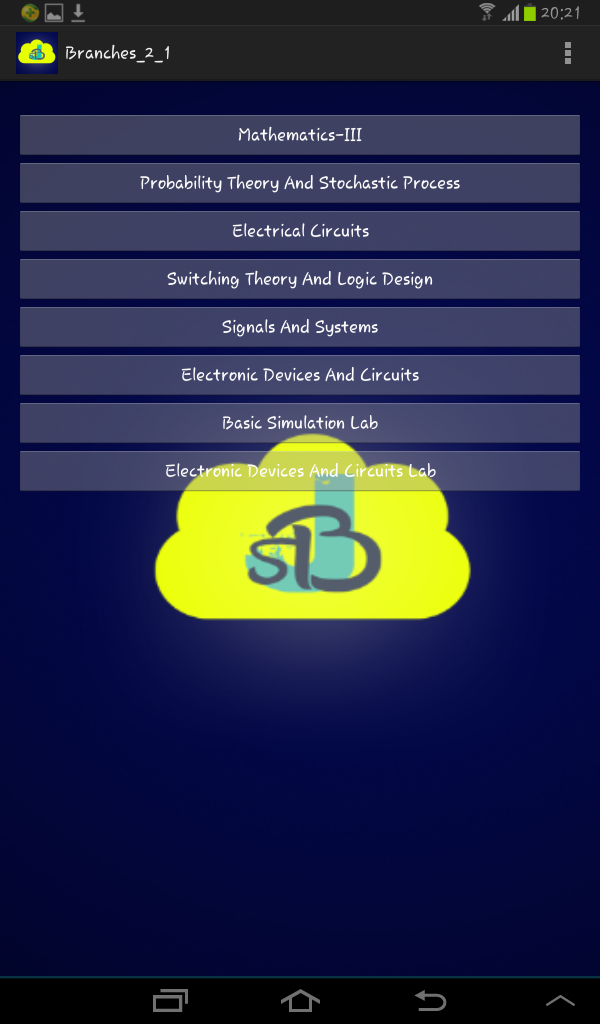 20:21
Branches_2_1
Mathematics-III
Probability Theory And Stochastic Process
Electrical Circuits
Switching Theory And Logic Design
Signals And Systems
Electronic Devices And Circuits
Basic Simulation Lab
Electronic Devices And Circuits Lab